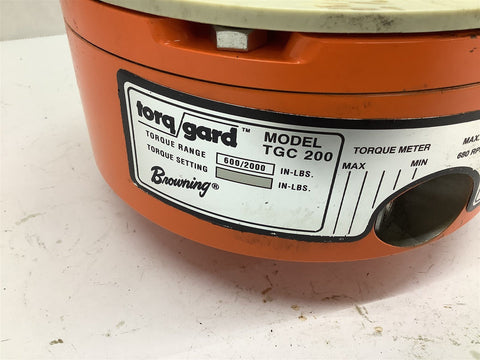 torq/gard™
MODEL
TGC 200
TORQUE RANGE 600/2000 IN-LBS.
TORQUE SETTING IN-LBS.
Browning®
TORQUE METER
MAX MIN
MAX.
680 RP